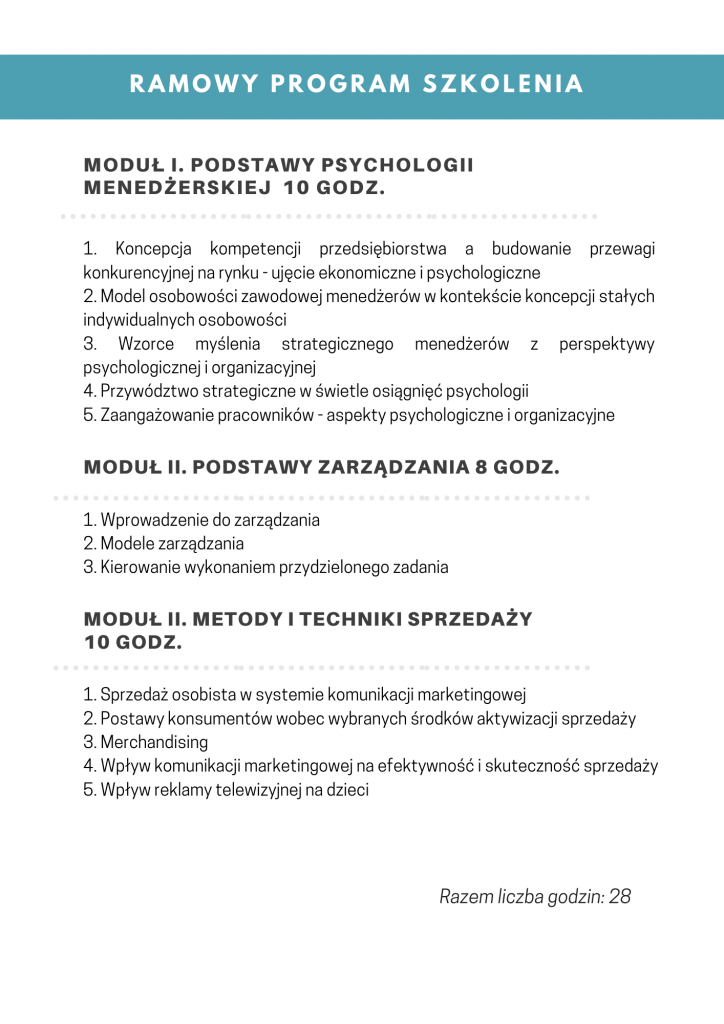 RAMOWY PROGRAM SZKOLENIA
MODUŁ I. PODSTAWY PSYCHOLOGII
MENEDŻERSKIEJ 10 GODZ.
1. Koncepcja kompetencji przedsiębiorstwa a budowanie przewagi
konkurencyjnej na rynku - ujęcie ekonomiczne i psychologiczne
2. Model osobowości zawodowej menedżerów w kontekście koncepcji stałych
indywidualnych osobowości
3. Wzorce myślenia strategicznego menedżerów z perspektywy
psychologicznej i organizacyjnej
4. Przywództwo strategiczne w świetle osiągnięć psychologii
5. Zaangażowanie pracowników - aspekty psychologiczne i organizacyjne
MODUŁ II. PODSTAWY ZARZĄDZANIA 8 GODZ.
1. Wprowadzenie do zarządzania
2. Modele zarządzania
3. Kierowanie wykonaniem przydzielonego zadania
MODUŁ II. METODY I TECHNIKI SPRZEDAŻY
10 GODZ.
1. Sprzedaż osobista w systemie komunikacji marketingowej
2. Postawy konsumentów wobec wybranych środków aktywizacji sprzedaży
3. Merchandising
4. Wpływ komunikacji marketingowej na efektywność i skuteczność sprzedaży
5. Wpływ reklamy telewizyjnej na dzieci
Razem liczba godzin: 28